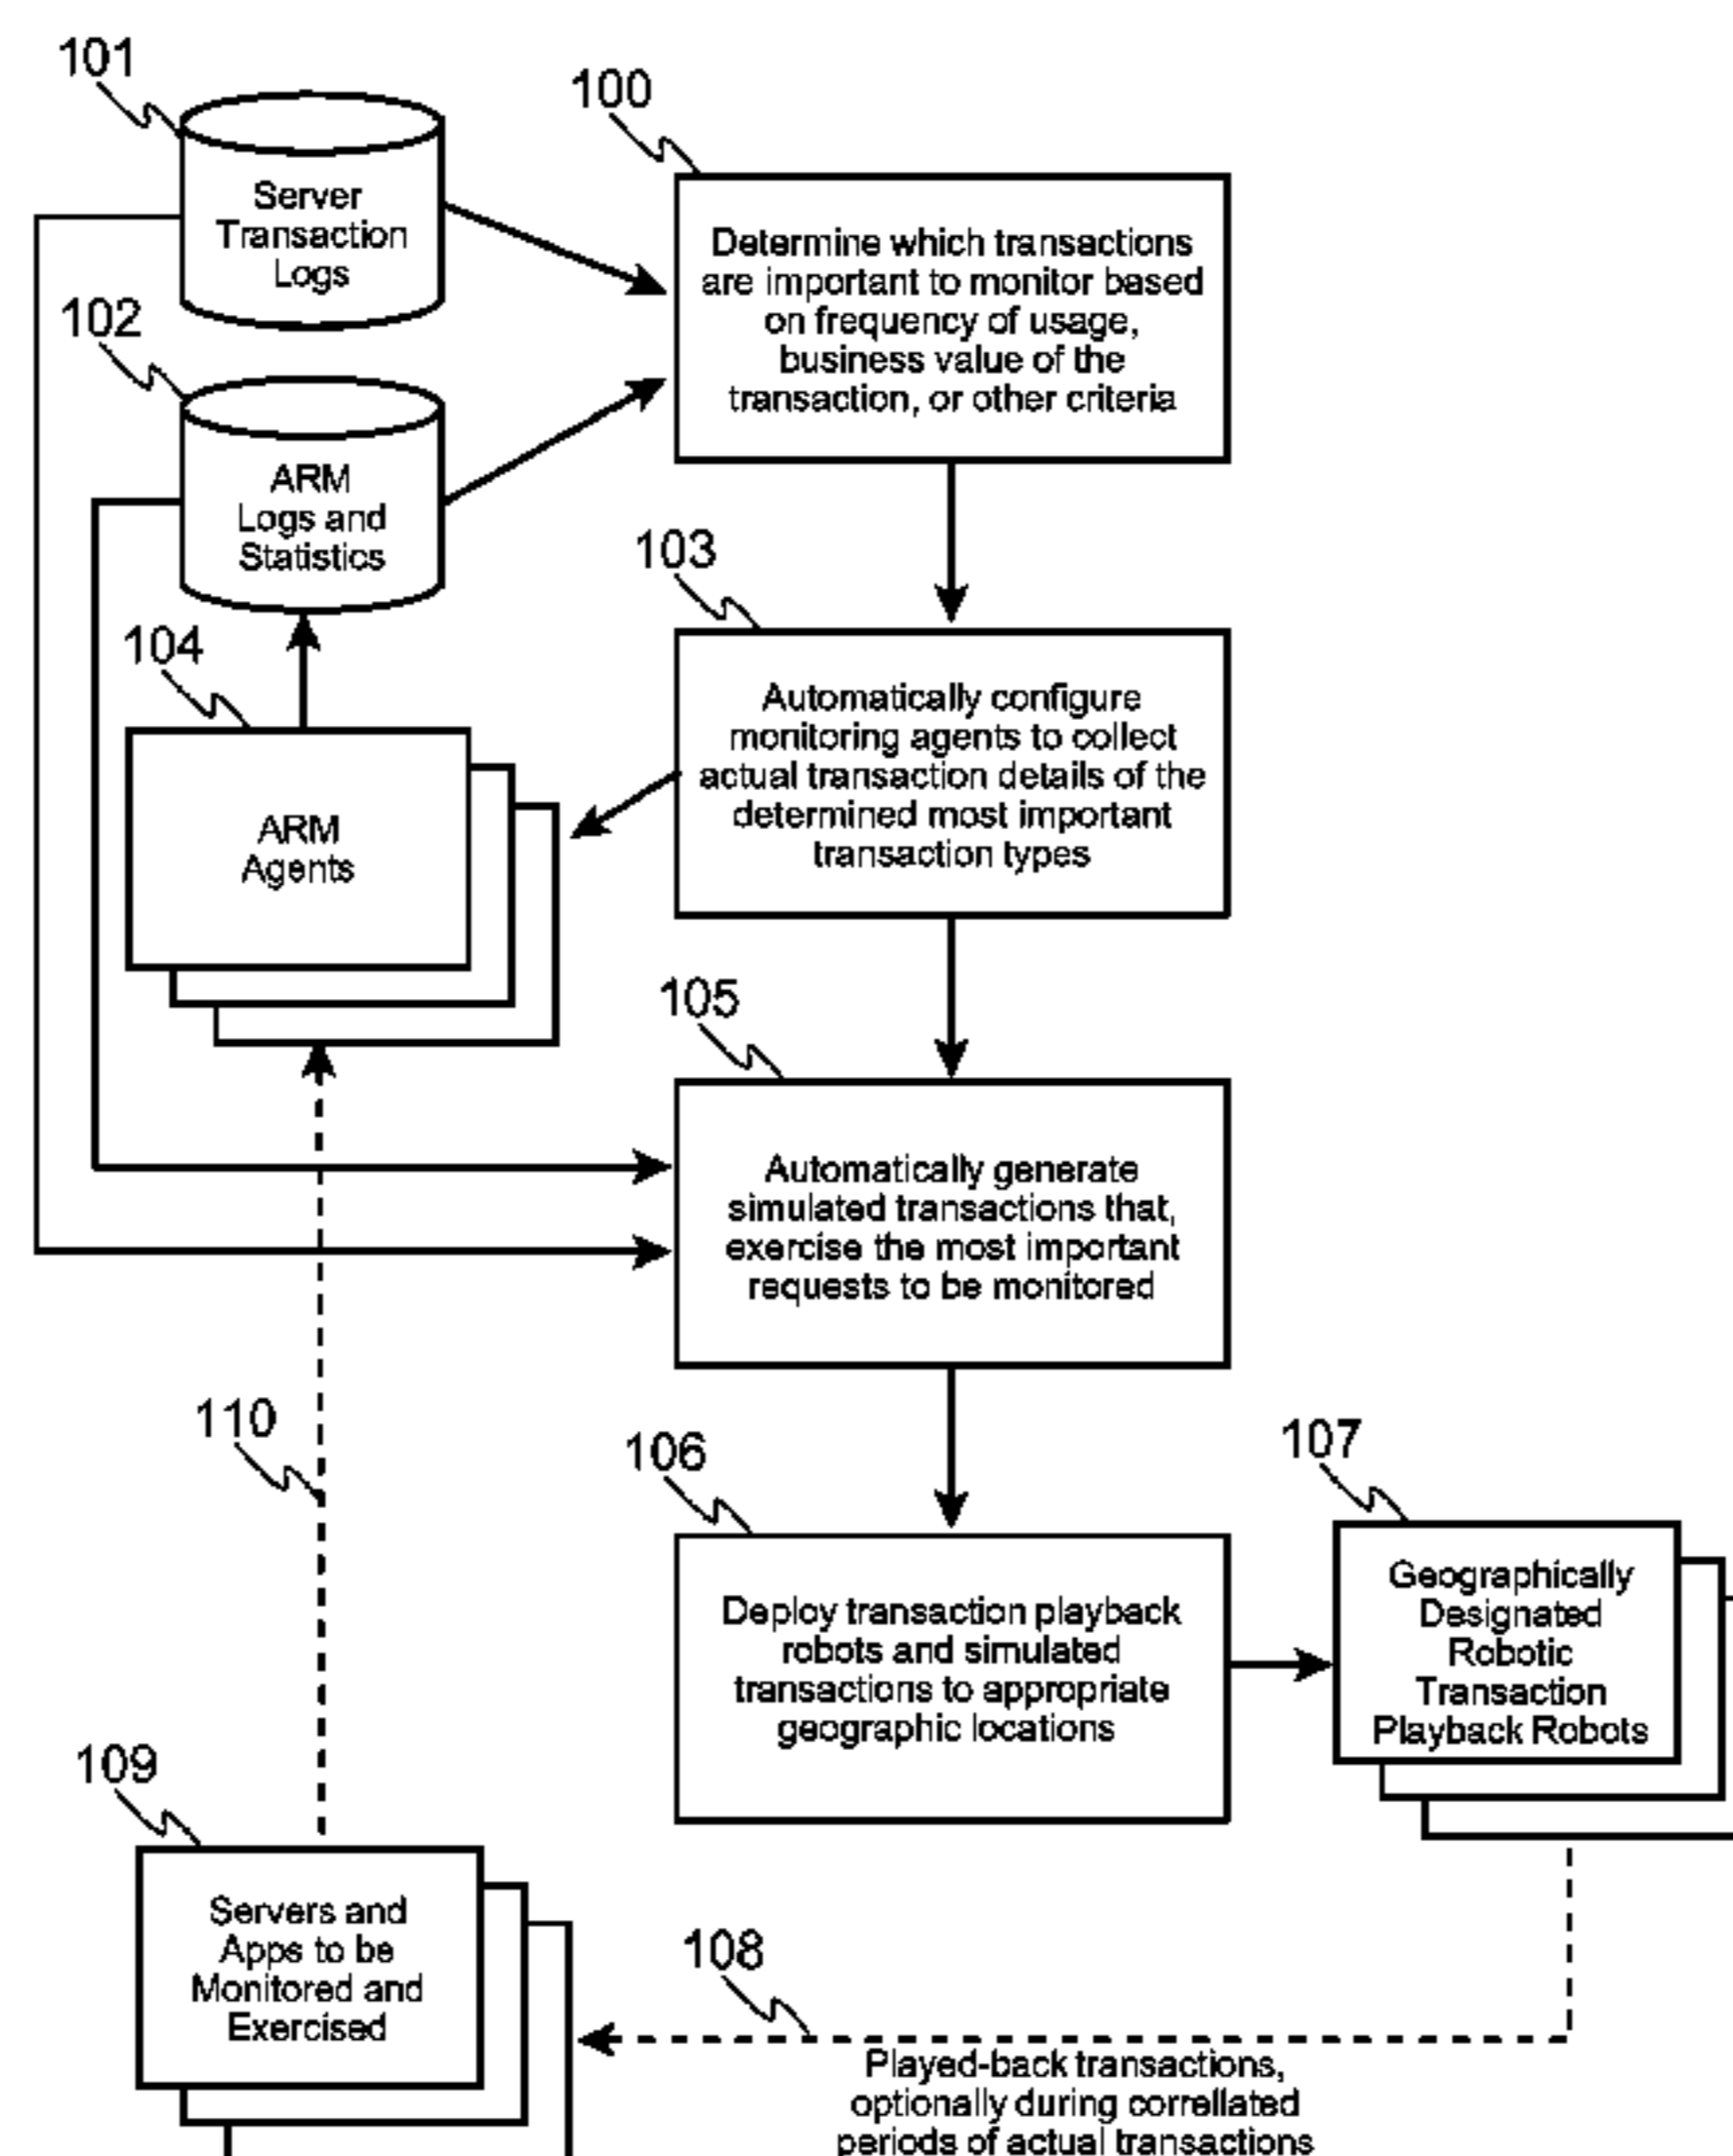 101
Server
Transaction
Logs
100
Determine which transactions
are important to monitor based
on frequency of usage,
business value of the
transaction, or other criteria
102
ARM
Logs and
Statistics
103
Automatically configure
monitoring agents to collect
actual transaction details of the
determined most important
transaction types
104
ARM
Agents
105
Automatically generate
simulated transactions that,
exercise the most important
requests to be monitored
110
106
Deploy transaction playback
robots and simulated
transactions to appropriate
geographic locations
107
Geographically
Designated
Robotic
Transaction
Playback Robots
109
Servers and
Apps to be
Monitored and
Exercised
108
Played-back transactions,
optionally during correllated
periods of actual transactions